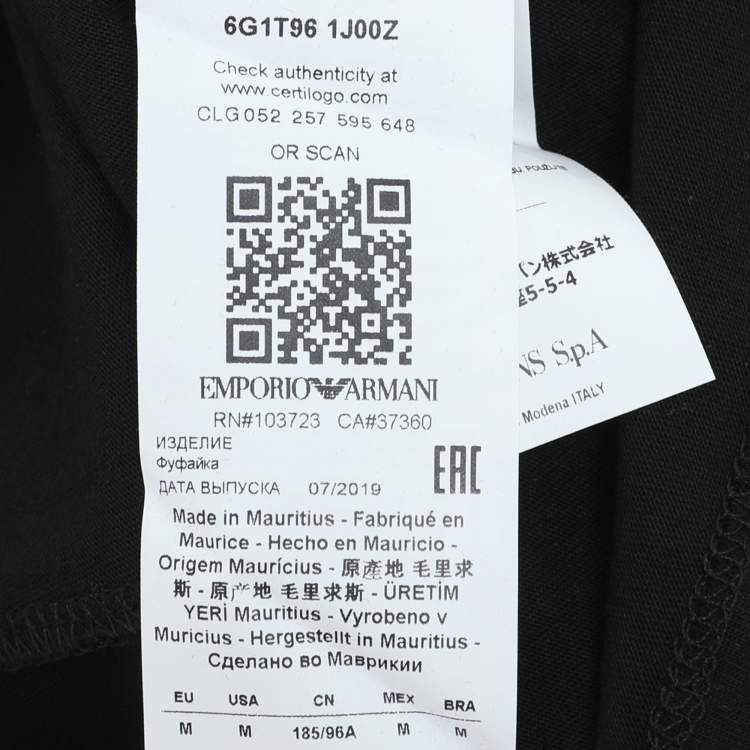 6G1T96 1J00Z
Check authenticity at
www.certilogo.com
CLG 052 257 595 648
OR SCAN
EMPORIO ARMANI
RN#103723 CA#37360
ИЗДЕЛИЕ
Фуфайка
ДАТА ВЫПУСКА 07/2019
EAC
Made in Mauritius - Fabriqué en
Maurice - Hecho en Mauricio -
Origem Maurícius - 原產地 毛里求
斯 - 原产地 毛里求斯 - ÜRETİM
YERİ Mauritius - Vyrobeno v
Muricius - Hergestellt in Mauritius -
Сделано во Маврикии
EU USA CN MEX BRA
M M 185/96A M M
パン株式会社
座5-5-4
NS S.p.A
Modena ITALY